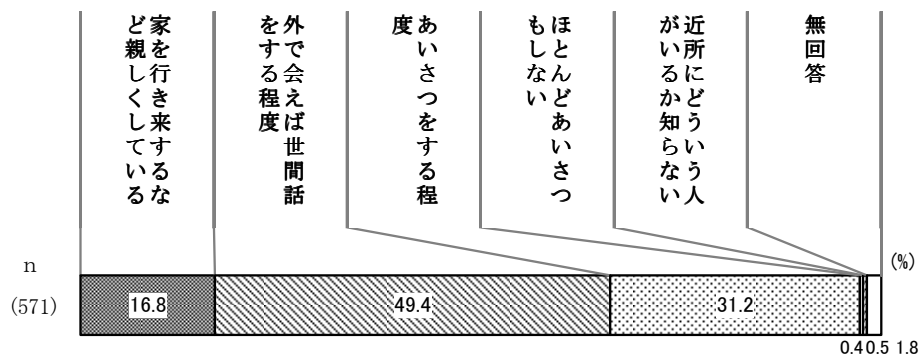 家を行き来するな
ど親しくしている
外で会えば世間話
をする程度
あいさつをする程
度
ほとんどあいさつ
もしない
近所にどういう人
がいるか知らない
無回答
(%)
n
(571)
16.8
49.4
31.2
0.4 0.5 1.8